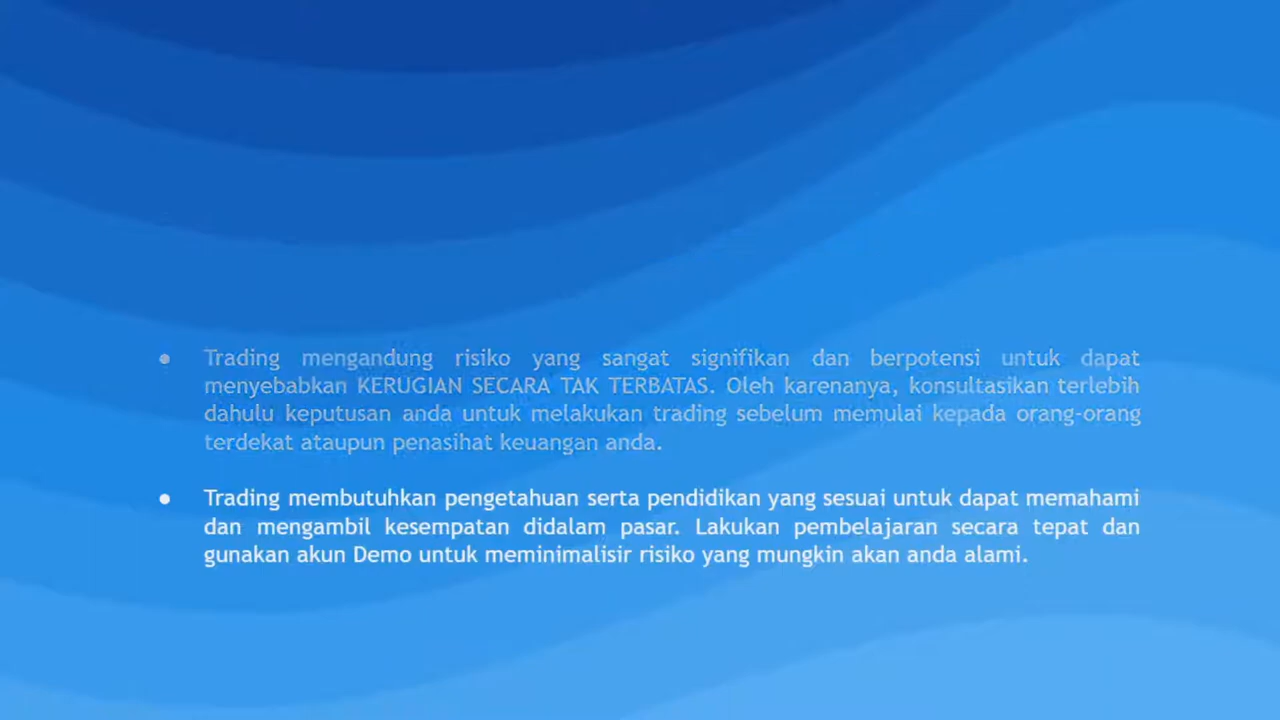 ● Trading mengandung risiko yang sangat signifikan dan berpotensi untuk dapat
menyebabkan KERUGIAN SECARA TAK TERBATAS. Oleh karenanya, konsultasikan terlebih
dahulu keputusan anda untuk melakukan trading sebelum memulai kepada orang-orang
terdekat ataupun penasihat keuangan anda.
● Trading membutuhkan pengetahuan serta pendidikan yang sesuai untuk dapat memahami
dan mengambil kesempatan didalam pasar. Lakukan pembelajaran secara tepat dan
gunakan akun Demo untuk meminimalisir risiko yang mungkin akan anda alami.